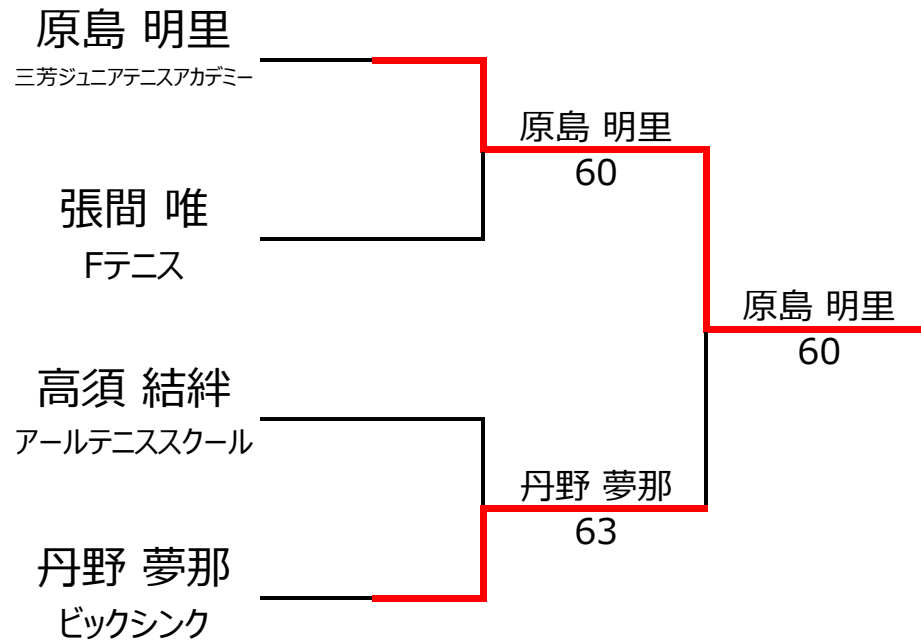 原島 明里
三芳ジュニアテニスアカデミー
原島 明里
60
張間 唯
Fテニス
原島 明里
60
高須 結絆
アールテニススクール
丹野 夢那
63
丹野 夢那
ビックシンク